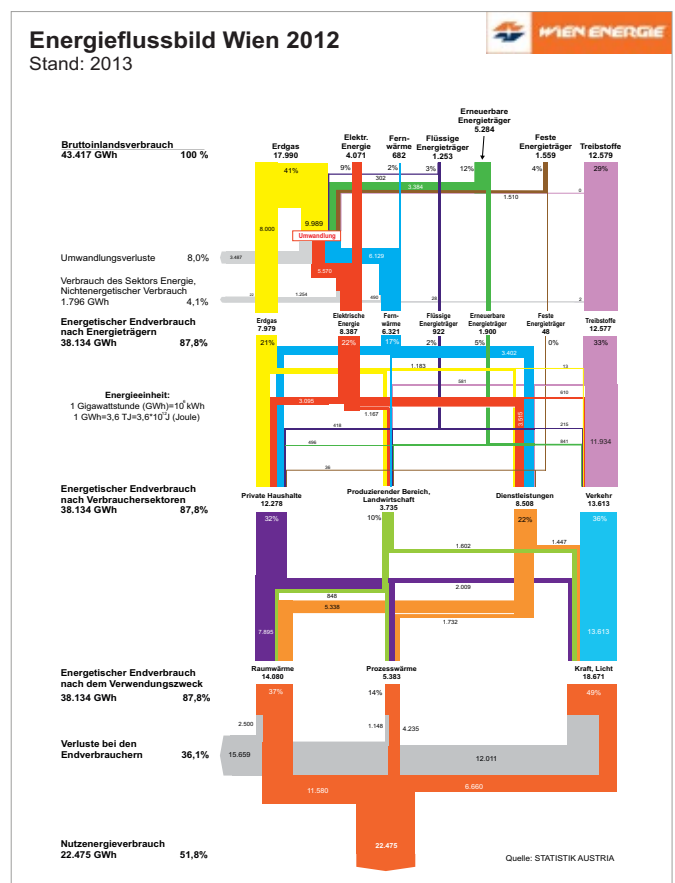 Energieflussbild Wien 2012
Stand: 2013
WIEN ENERGIE
Bruttoinlandsverbrauch
43.417 GWh 100 %
Erdgas
17.990
Elektr.
Energie
4.071
Fern-
wärme
682
Flüssige
Energieträger
1.253
Erneuerbare
Energieträger
5.284
Feste
Energieträger
1.559
Treibstoffe
12.579
41%
9%
2%
3%
12%
4%
29%
302
3.384
1.510
0
8.000
9.989
Umwandlung
Umwandlungsverluste 8,0%
3.487
6.129
5.570
Verbrauch des Sektors Energie,
Nichtenergetischer Verbrauch
1.796 GWh 4,1%
1.254
490
28
2
Energetischer Endverbrauch
nach Energieträgern
38.134 GWh 87,8%
Erdgas
7.979
Elektrische
Energie
8.387
Fern-
wärme
6.321
Flüssige
Energieträger
922
Erneuerbare
Energieträger
1.900
Feste
Energieträger
48
Treibstoffe
12.577
21%
22%
17%
2%
5%
0%
33%
3.402
1.183
13
581
610
Energieeinheit:
1 Gigawattstunde (GWh)=10⁶ kWh
3.095
1.167
3.515
418
215
11.934
496
841
36
Energetischer Endverbrauch
nach Verbrauchersektoren
38.134 GWh 87,8%
Private Haushalte
12.278
Produzierender Bereich,
Landwirtschaft
3.735
Dienstleistungen
8.508
Verkehr
13.613
32%
10%
22%
36%
1.602
1.447
2.009
848
5.338
1.732
7.895
13.613
Energetischer Endverbrauch
nach dem Verwendungszweck
38.134 GWh 87,8%
Raumwärme
14.080
Prozesswärme
5.383
Kraft, Licht
18.671
37%
14%
49%
2.500
1.148
4.235
Verluste bei den
Endverbrauchern 36,1%
15.659
12.011
11.580
6.660
Nutzenergieverbrauch
22.475 GWh 51,8%
22.475
Quelle: STATISTIK AUSTRIA